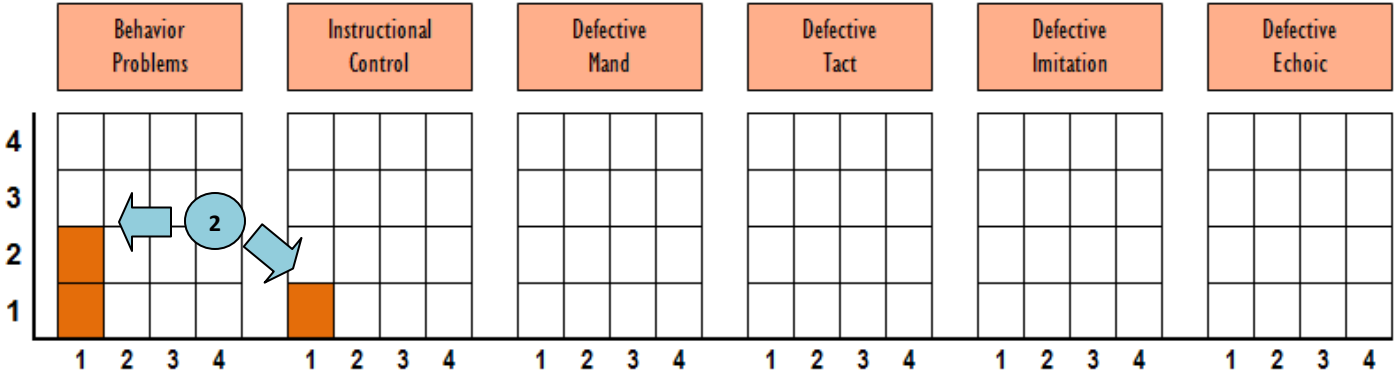 Behavior
Problems
Instructional
Control
Defective
Mand
Defective
Tact
Defective
Imitation
Defective
Echoic
4
3
2
2
1
1 2 3 4 1 2 3 4 1 2 3 4 1 2 3 4 1 2 3 4 1 2 3 4